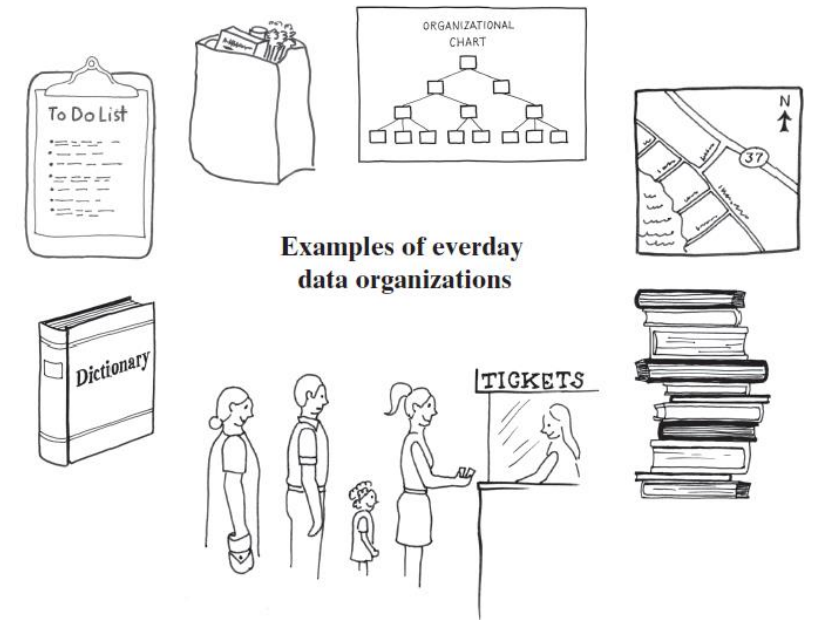 ORGANIZATIONAL
CHART
To Do List
N
37
Examples of everday
data organizations
Dictionary
TICKETS